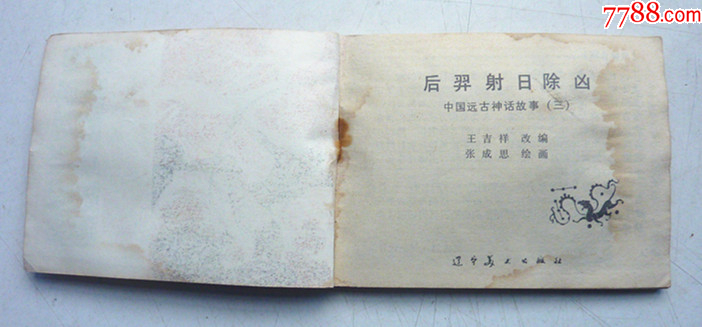 7788.com
后羿射日除凶
中国远古神话故事（三）
王吉祥 改编
张成思 绘画
辽宁美术出版社